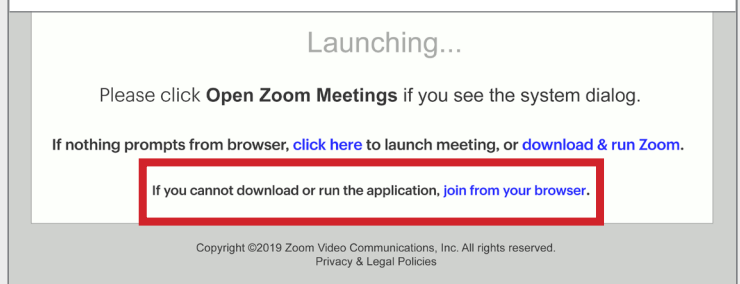 Launching...
Please click Open Zoom Meetings if you see the system dialog.
If nothing prompts from browser, click here to launch meeting, or download & run Zoom.
If you cannot download or run the application, join from your browser.
Copyright ©2019 Zoom Video Communications, Inc. All rights reserved.
Privacy & Legal Policies